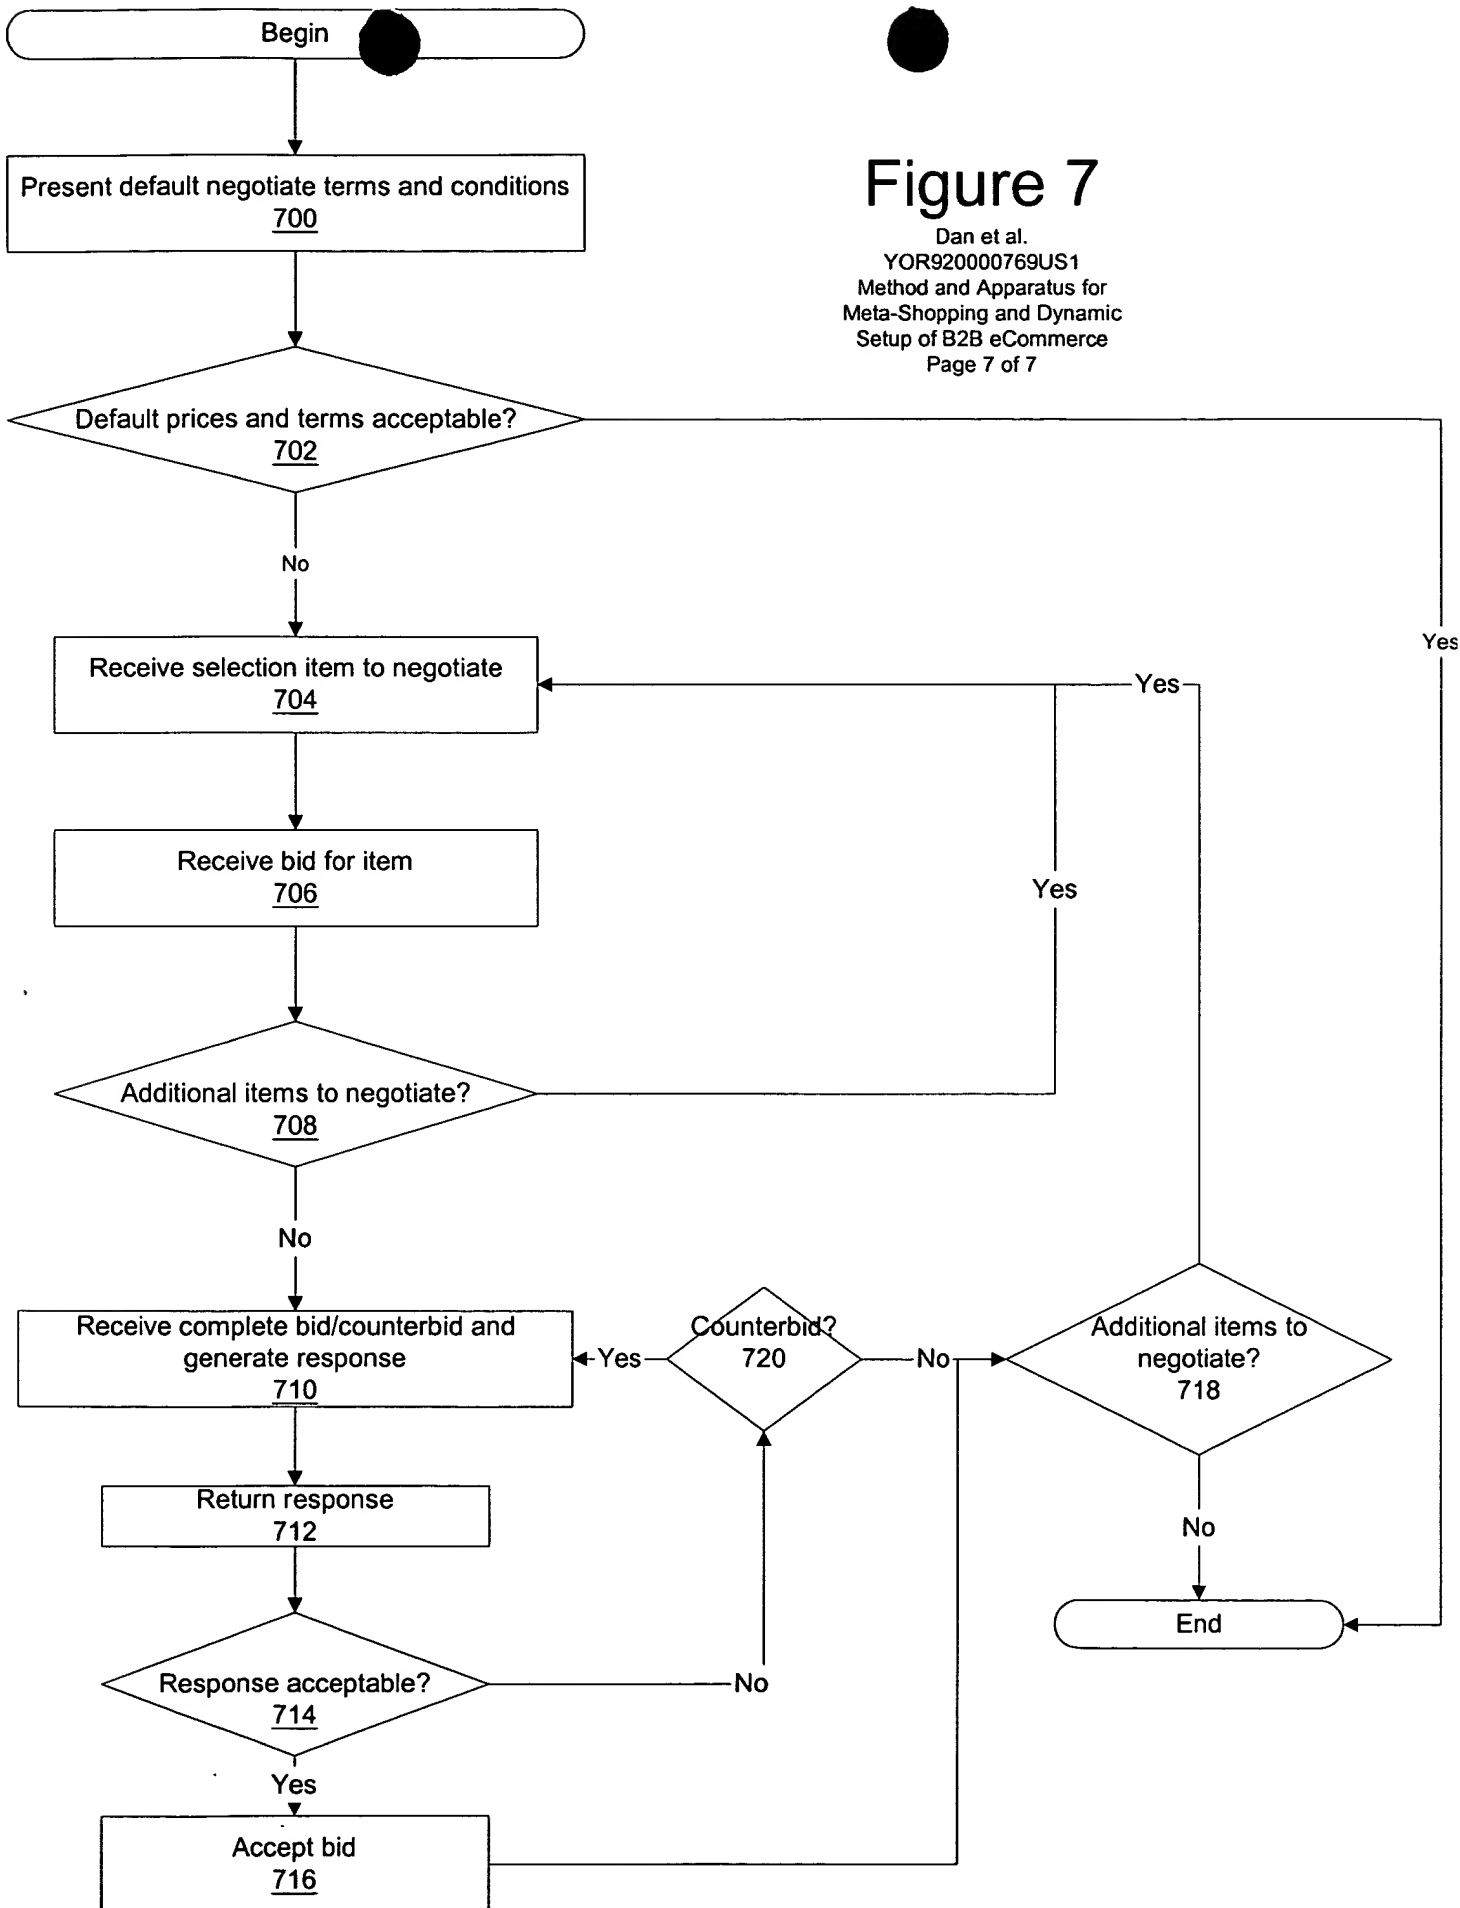 Begin
Present default negotiate terms and conditions
700
Figure 7
Dan et al.
YOR920000769US1
Method and Apparatus for
Meta-Shopping and Dynamic
Setup of B2B eCommerce
Page 7 of 7
Default prices and terms acceptable?
702
No
Yes
Receive selection item to negotiate
704
Yes
Receive bid for item
706
Yes
Additional items to negotiate?
708
No
Receive complete bid/counterbid and
generate response
710
Yes
Counterbid?
720
No
Additional items to
negotiate?
718
Return response
712
No
End
Response acceptable?
714
No
Yes
Accept bid
716